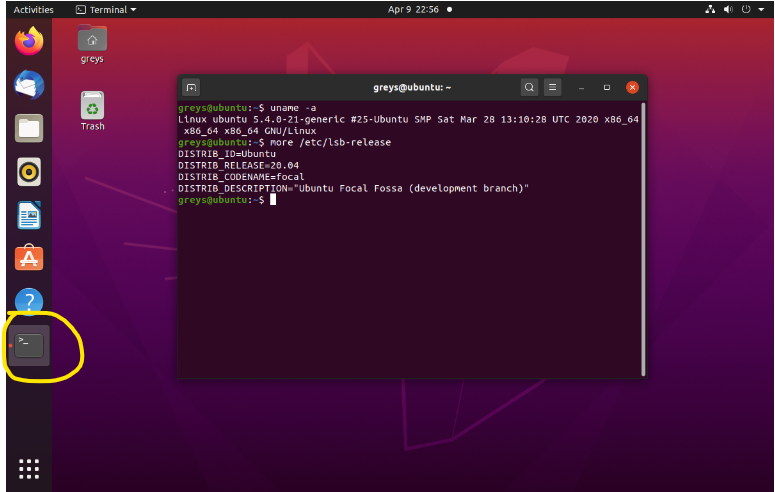 Activities
Terminal
Apr 9 22:56
greys
Trash
greys@ubuntu: ~
greys@ubuntu:~$ uname -a
Linux ubuntu 5.4.0-21-generic #25-Ubuntu SMP Sat Mar 28 13:10:28 UTC 2020 x86_64
x86_64 x86_64 GNU/Linux
greys@ubuntu:~$ more /etc/lsb-release
DISTRIB_ID=Ubuntu
DISTRIB_RELEASE=20.04
DISTRIB_CODENAME=focal
DISTRIB_DESCRIPTION="Ubuntu Focal Fossa (development branch)"
greys@ubuntu:~$
>_